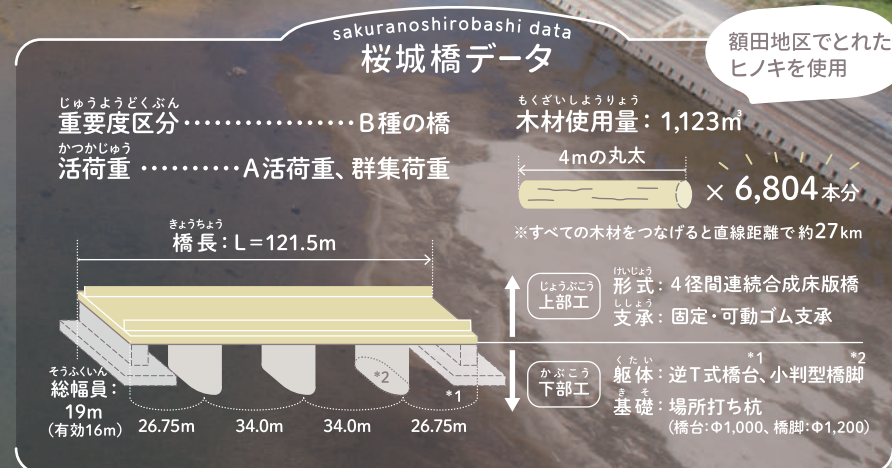 sakuranoshirobashi data
桜城橋データ
額田地区でとれた
ヒノキを使用
じゅうようどくぶん
重要度区分·················B種の橋
かつかじゅう
活荷重 ··········A活荷重、群集荷重
もくざいしようりょう
木材使用量：1,123㎥
4mの丸太
× 6,804本分
※すべての木材をつなげると直線距離で約27km
きょうちょう
橋長：L＝121.5m
そうふくいん
総幅員：
19m
（有効16m）
26.75m
34.0m
34.0m
26.75m
*2
*1
じょうぶこう
上部工
けいじょう
形式：4径間連続合成床版橋
ししょう
支承：固定・可動ゴム支承
かぶこう
下部工
くたい
*1 *2
躯体：逆T式橋台、小判型橋脚
きそ
基礎：場所打ち杭
（橋台：Φ1,000、橋脚：Φ1,200）